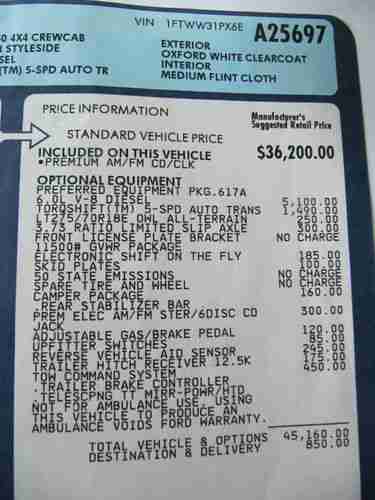 VIN 1FTWW31PX6E A25697
50 4X4 CREWCAB
STYLESIDE
SEL
(TM) 5-SPD AUTO TR
EXTERIOR
OXFORD WHITE CLEARCOAT
INTERIOR
MEDIUM FLINT CLOTH
PRICE INFORMATION
Manufacturer's
Suggested Retail Price
STANDARD VEHICLE PRICE $36,200.00
INCLUDED ON THIS VEHICLE
•PREMIUM AM/FM CD/CLK
OPTIONAL EQUIPMENT
PREFERRED EQUIPMENT PKG.617A
6.0L V-8 DIESEL 5,100.00
TORQSHIFT(TM) 5-SPD AUTO TRANS 1,490.00
LT275/70R18E OWL ALL-TERRAIN 250.00
3.73 RATIO LIMITED SLIP AXLE 300.00
FRONT LICENSE PLATE BRACKET NO CHARGE
11500# GVWR PACKAGE
ELECTRONIC SHIFT ON THE FLY 185.00
SKID PLATES 100.00
50 STATE EMISSIONS NO CHARGE
SPARE TIRE AND WHEEL NO CHARGE
CAMPER PACKAGE 160.00
.REAR STABILIZER BAR
PREM ELEC AM/FM STER/6DISC CD 300.00
JACK
ADJUSTABLE GAS/BRAKE PEDAL 120.00
UPFITTER SWITCHES 85.00
REVERSE VEHICLE AID SENSOR 245.00
TRAILER HITCH RECEIVER 12.5K 175.00
TOW COMMAND SYSTEM 450.00
.TRAILER BRAKE CONTROLLER
.TELESCPNG TT MIRR-POWR/HTD
NOT FOR AMBULANCE USE. USING
THIS VEHICLE TO PRODUCE AN
AMBULANCE VOIDS FORD WARRANTY.
TOTAL VEHICLE & OPTIONS 45,160.00
DESTINATION & DELIVERY 850.00